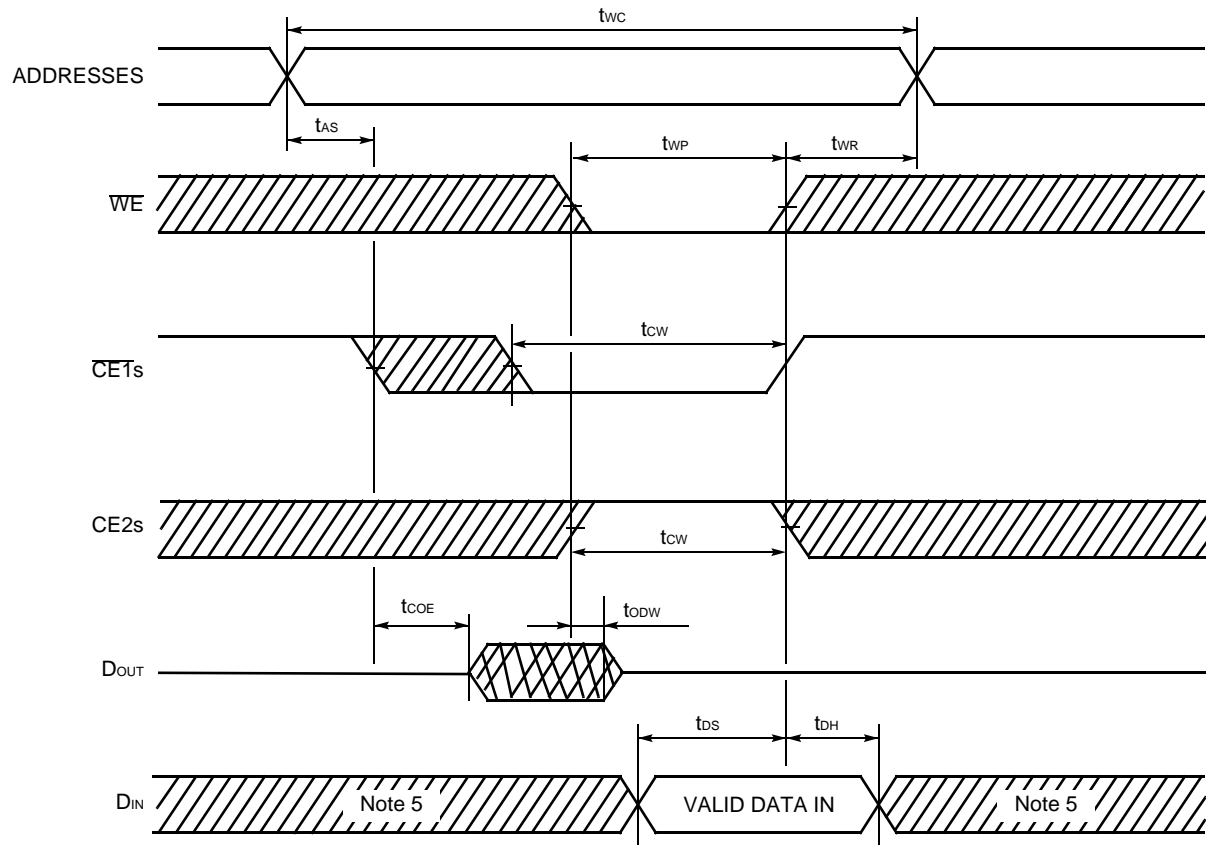 tWC
ADDRESSES
tAS
tWP
tWR
WE
tCW
CE1s
CE2s
tCW
tCOE
tODW
DOUT
tDS
tDH
DIN
Note 5
VALID DATA IN
Note 5